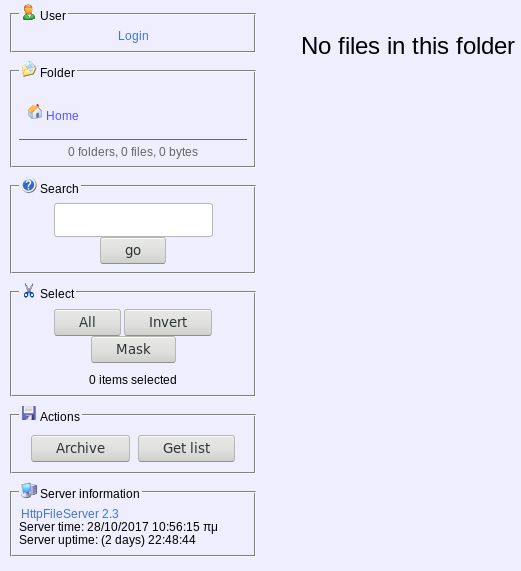 User
Login
No files in this folder
Folder
Home
0 folders, 0 files, 0 bytes
Search
go
Select
All Invert
Mask
0 items selected
Actions
Archive Get list
Server information
HttpFileServer 2.3
Server time: 28/10/2017 10:56:15 πμ
Server uptime: (2 days) 22:48:44